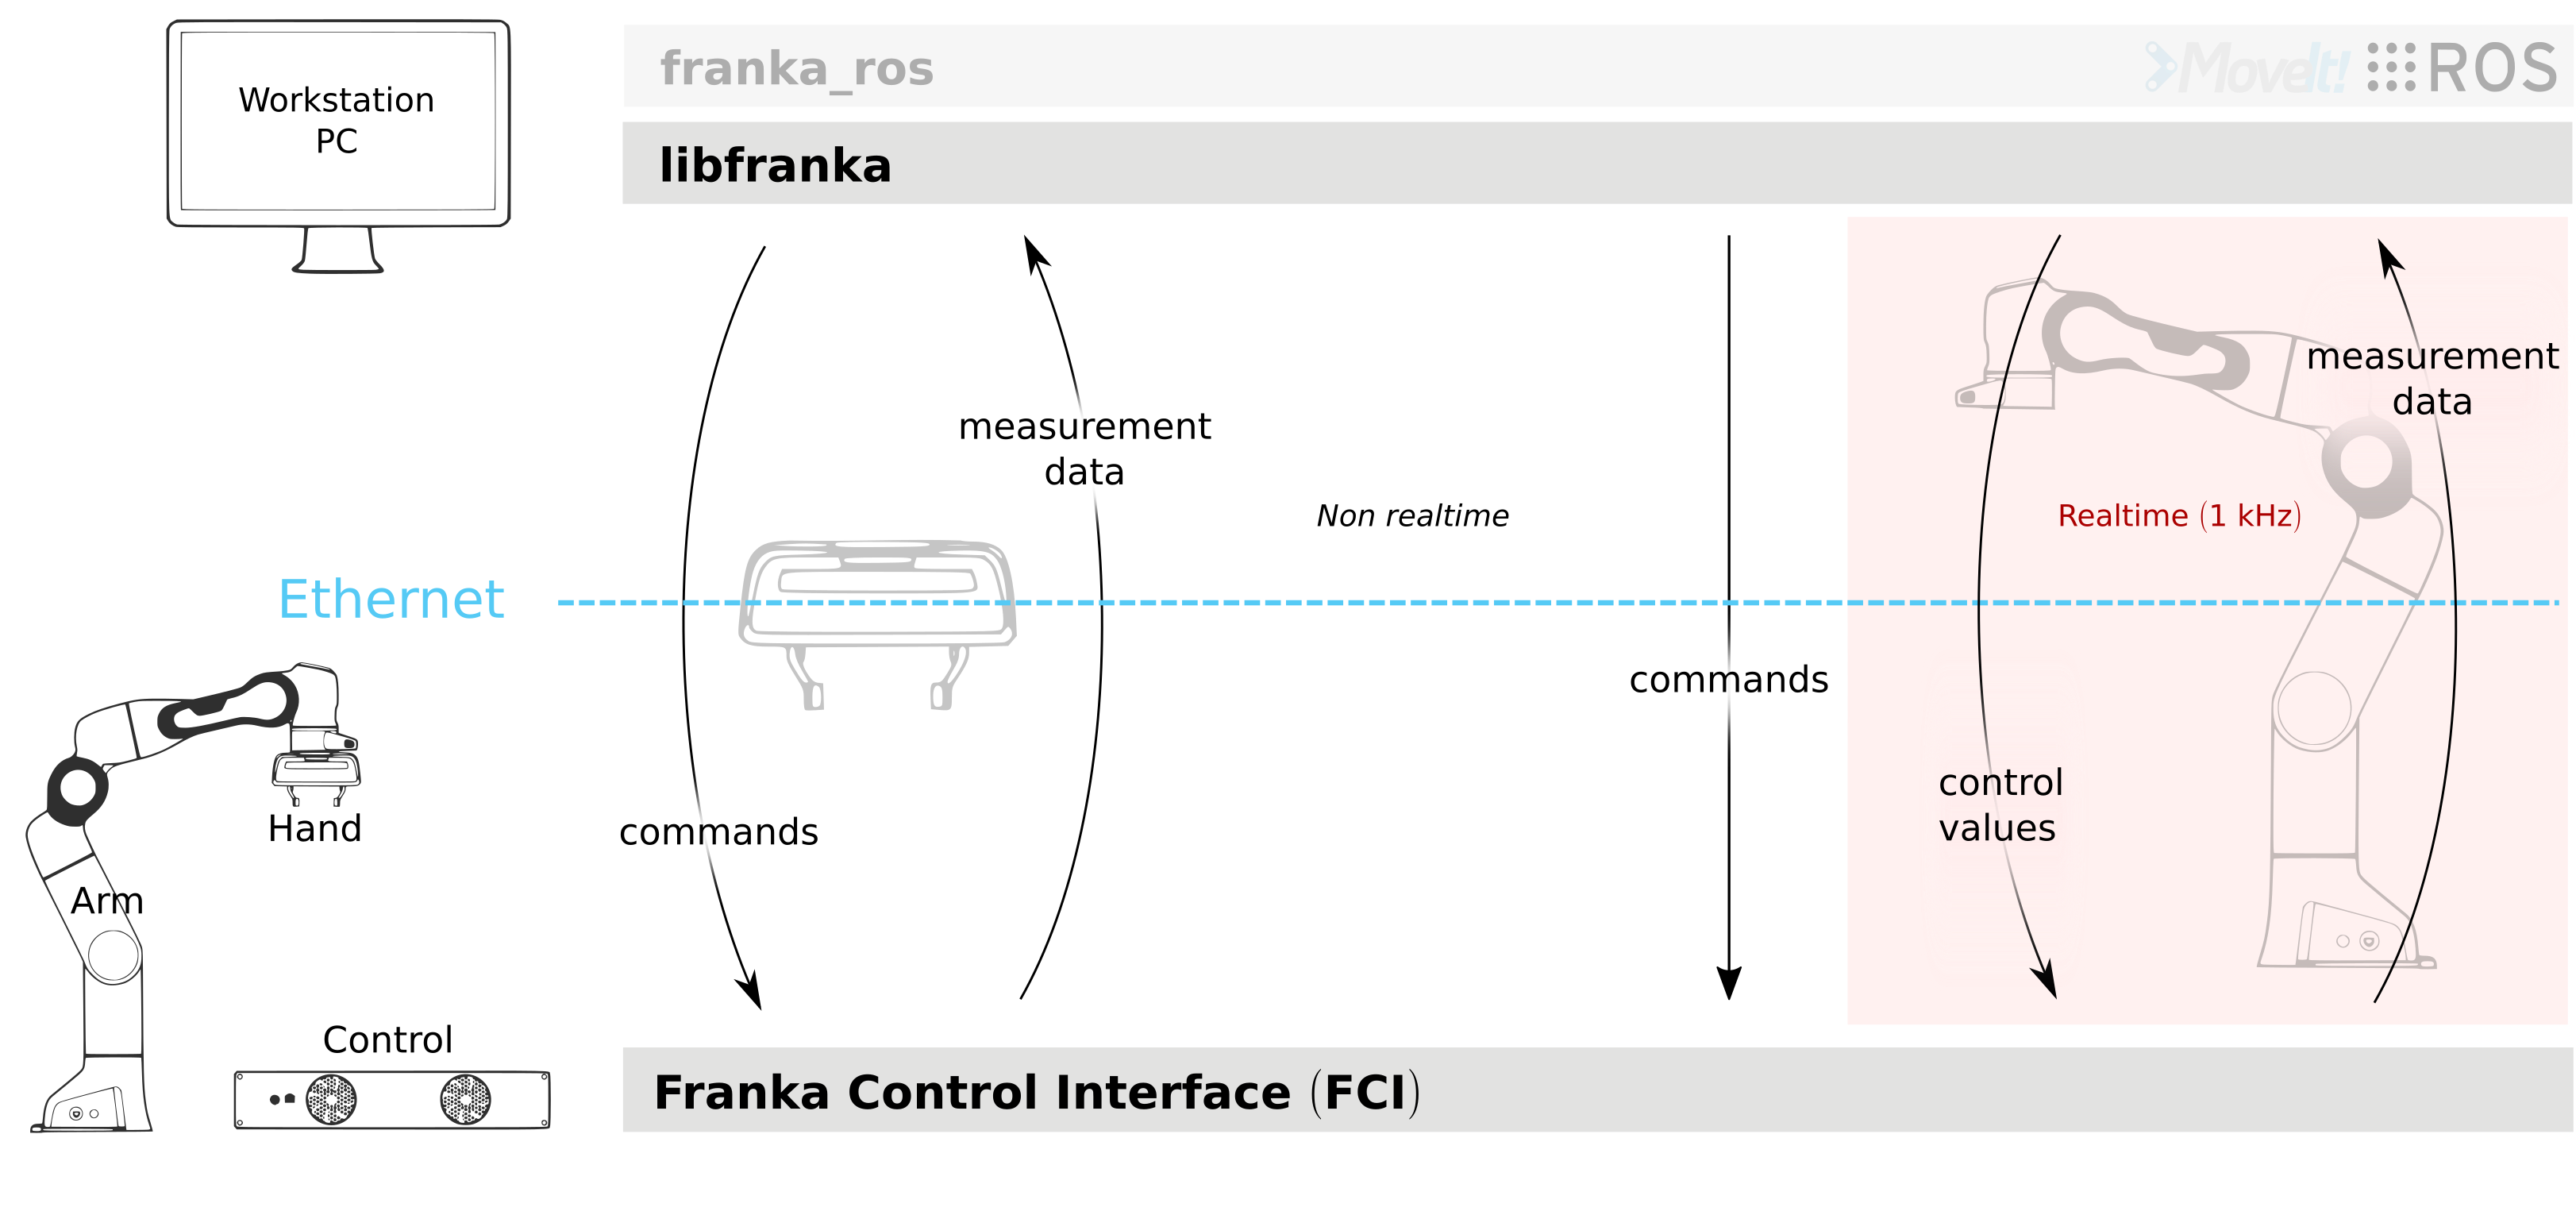 Workstation
PC
franka_ros
MoveIt!
ROS
libfranka
measurement
data
measurement
data
Non realtime
Realtime (1 kHz)
Ethernet
commands
control
values
commands
Hand
Arm
Control
Franka Control Interface (FCI)